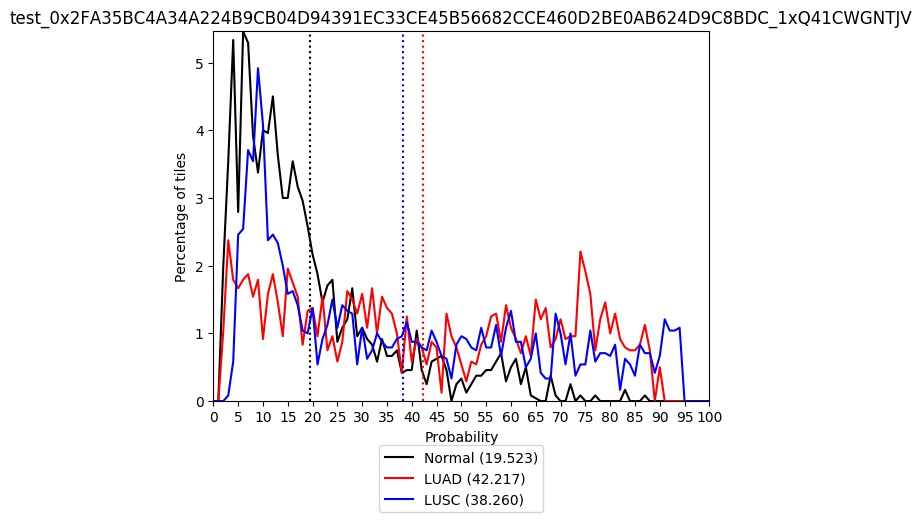 test_0x2FA35BC4A34A224B9CB04D94391EC33CE45B56682CCE460D2BE0AB624D9C8BDC_1xQ41CWGNTJV
5
4
3
2
1
0
Percentage of tiles
0 5 10 15 20 25 30 35 40 45 50 55 60 65 70 75 80 85 90 95 100
Probability
Normal (19.523)
LUAD (42.217)
LUSC (38.260)